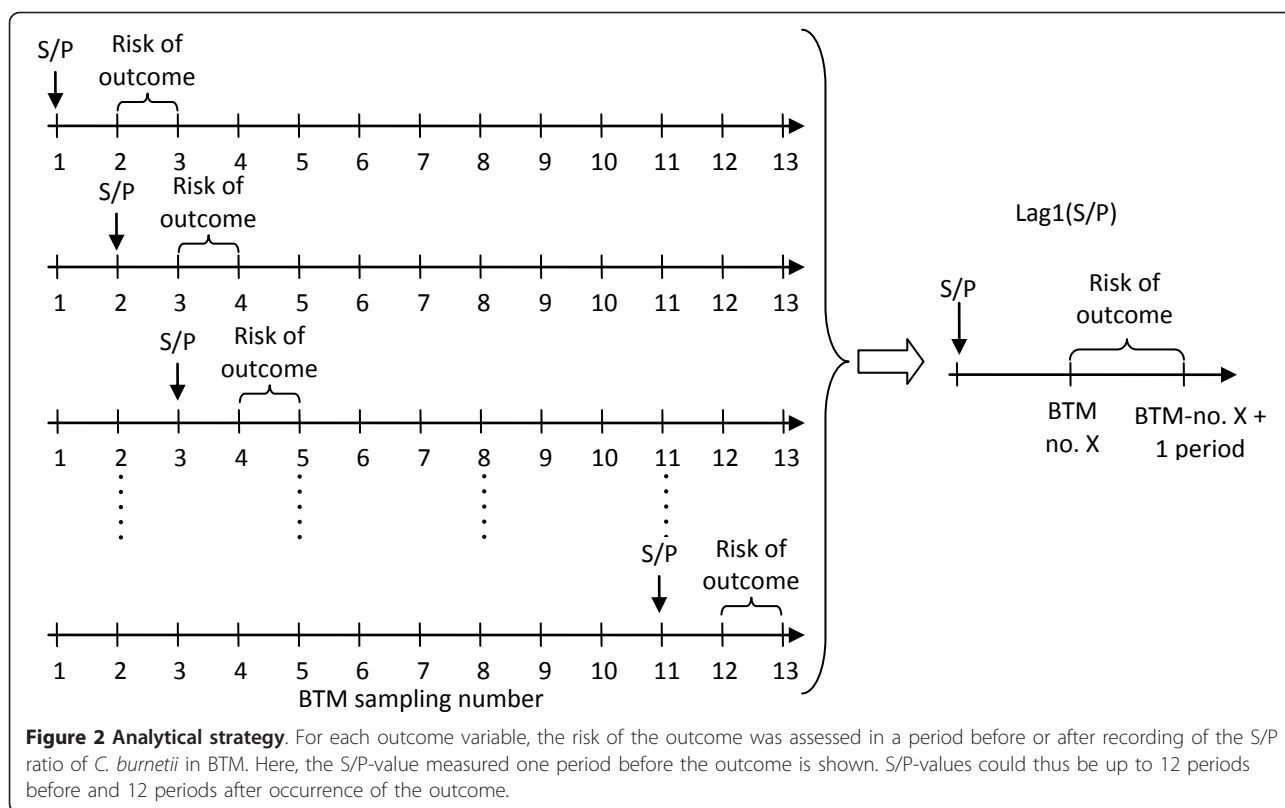 S/P
Risk of
outcome
1 2 3 4 5 6 7 8 9 10 11 12 13
S/P
Risk of
outcome
1 2 3 4 5 6 7 8 9 10 11 12 13
S/P
Risk of
outcome
1 2 3 4 5 6 7 8 9 10 11 12 13
S/P
Risk of
outcome
1 2 3 4 5 6 7 8 9 10 11 12 13
BTM sampling number
Lag1(S/P)
S/P
Risk of
outcome
BTM
no. X
BTM-no. X +
1 period
Figure 2 Analytical strategy. For each outcome variable, the risk of the outcome was assessed in a period before or after recording of the S/P
ratio of C. burnetii in BTM. Here, the S/P-value measured one period before the outcome is shown. S/P-values could thus be up to 12 periods
before and 12 periods after occurrence of the outcome.